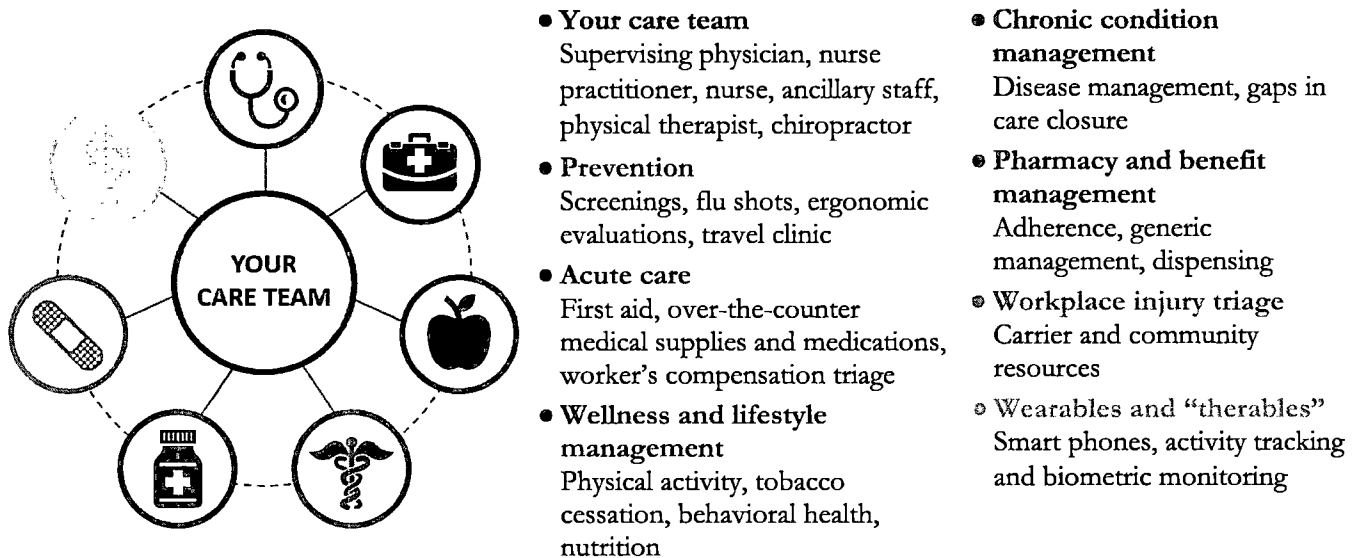 YOUR
CARE TEAM
• Your care team
Supervising physician, nurse
practitioner, nurse, ancillary staff,
physical therapist, chiropractor
• Prevention
Screenings, flu shots, ergonomic
evaluations, travel clinic
• Acute care
First aid, over-the-counter
medical supplies and medications,
worker’s compensation triage
• Wellness and lifestyle
management
Physical activity, tobacco
cessation, behavioral health,
nutrition
• Chronic condition
management
Disease management, gaps in
care closure
• Pharmacy and benefit
management
Adherence, generic
management, dispensing
• Workplace injury triage
Carrier and community
resources
• Wearables and “therables”
Smart phones, activity tracking
and biometric monitoring